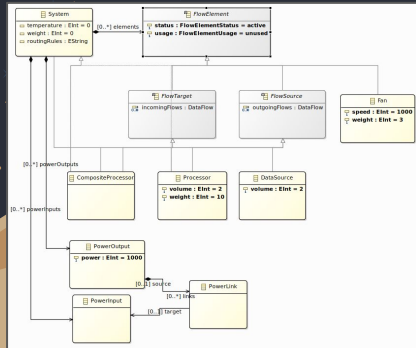 System
temperature : EInt = 0
weight : EInt = 0
routingRules : EString
[0..*] elements
FlowElement
status : FlowElementStatus = active
usage : FlowElementUsage = unused
FlowTarget
incomingFlows : DataFlow
FlowSource
outgoingFlows : DataFlow
Fan
speed : EInt = 1000
weight : EInt = 3
[0..*] powerOutputs
CompositeProcessor
Processor
volume : EInt = 2
weight : EInt = 10
DataSource
volume : EInt = 2
[0..*] powerInputs
PowerOutput
power : EInt = 1000
[0..1] source
PowerLink
[0..*] links
PowerInput
[0..1] target